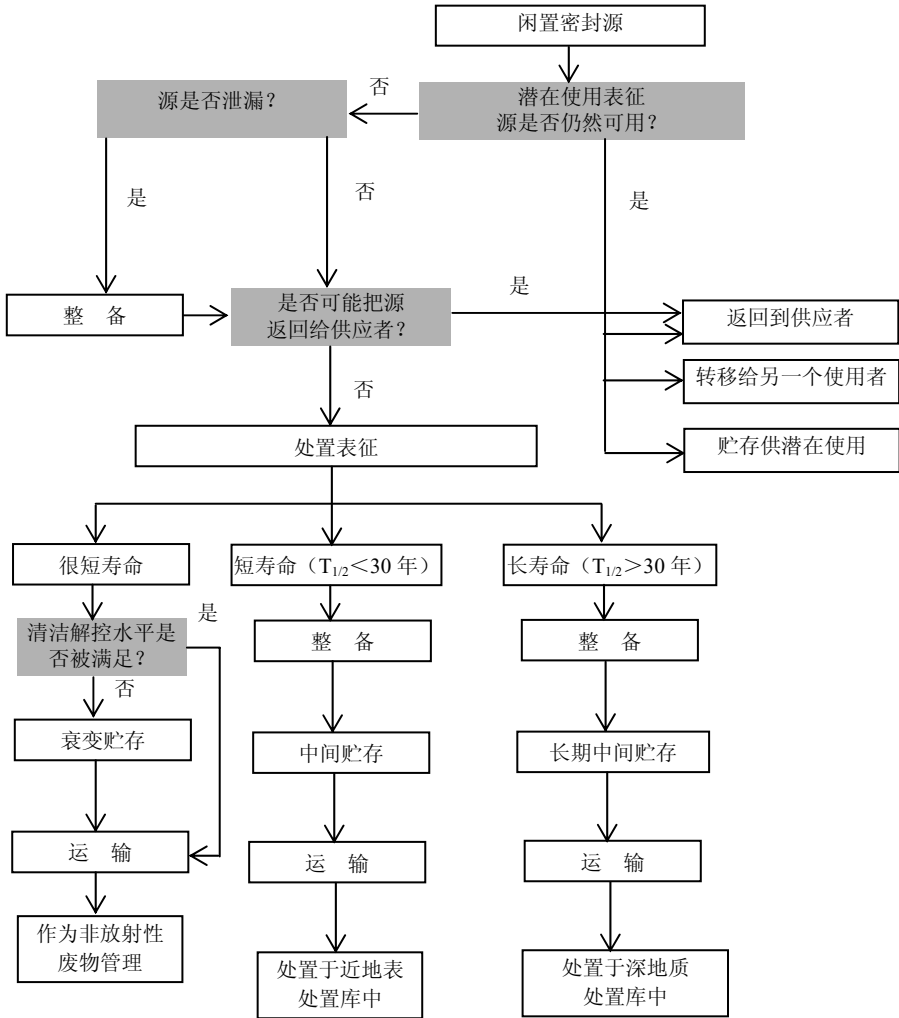 闲置密封源
否
源是否泄漏？
潜在使用表征
源是否仍然可用？
是
否
是
整 备
是否可能把源
返回给供应者？
是
返回到供应者
转移给另一个使用者
否
处置表征
贮存供潜在使用
很短寿命
短寿命（T1/2＜30 年）
长寿命（T1/2＞30 年）
是
清洁解控水平是
否被满足？
整 备
整 备
否
衰变贮存
中间贮存
长期中间贮存
运 输
运 输
运 输
作为非放射性
废物管理
处置于近地表
处置库中
处置于深地质
处置库中